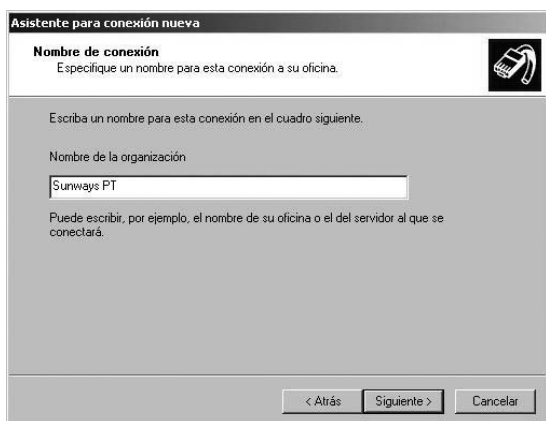 Asistente para conexión nueva
Nombre de conexión
Especifique un nombre para esta conexión a su oficina.
Escriba un nombre para esta conexión en el cuadro siguiente.
Nombre de la organización
Sunways PT
Puede escribir, por ejemplo, el nombre de su oficina o el del servidor al que se
conectará.
< Atrás
Siguiente >
Cancelar